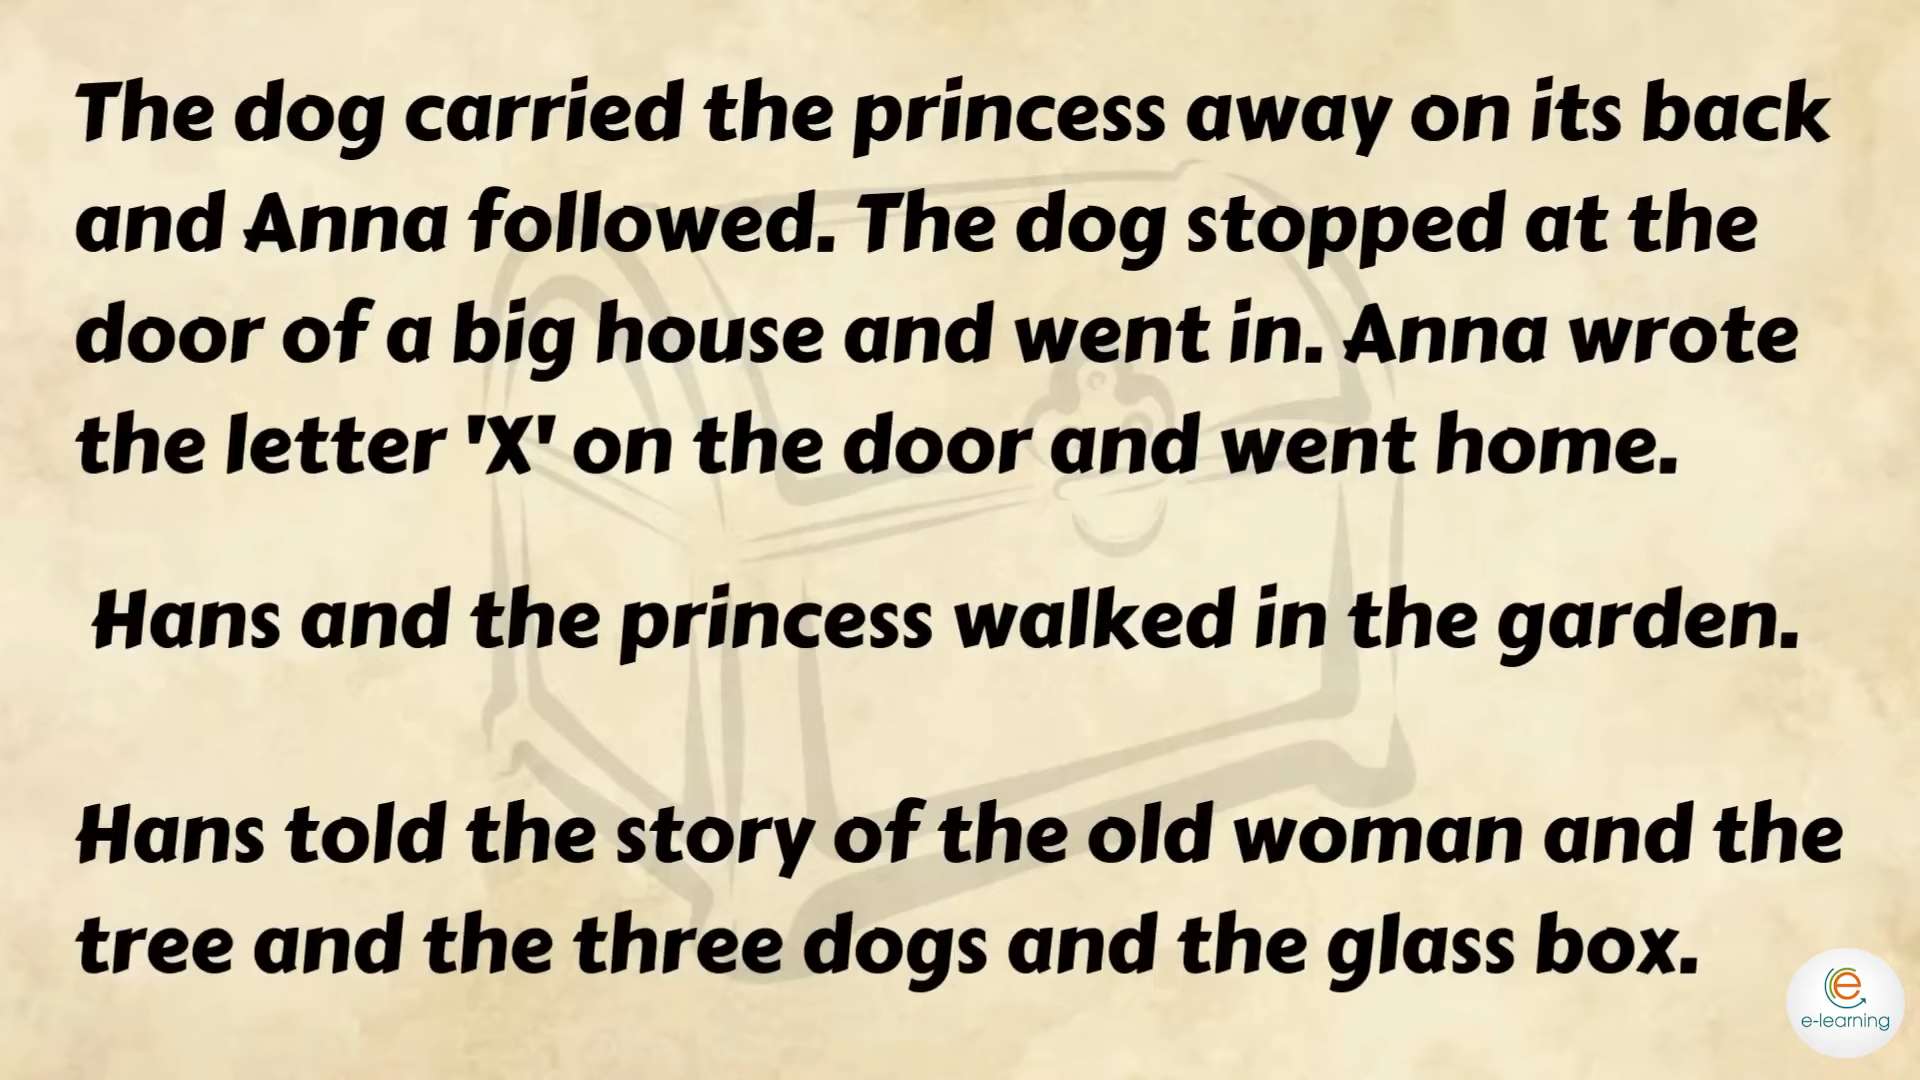 The dog carried the princess away on its back
and Anna followed. The dog stopped at the
door of a big house and went in. Anna wrote
the letter 'X' on the door and went home.
Hans and the princess walked in the garden.
Hans told the story of the old woman and the
tree and the three dogs and the glass box.
e
e-learning